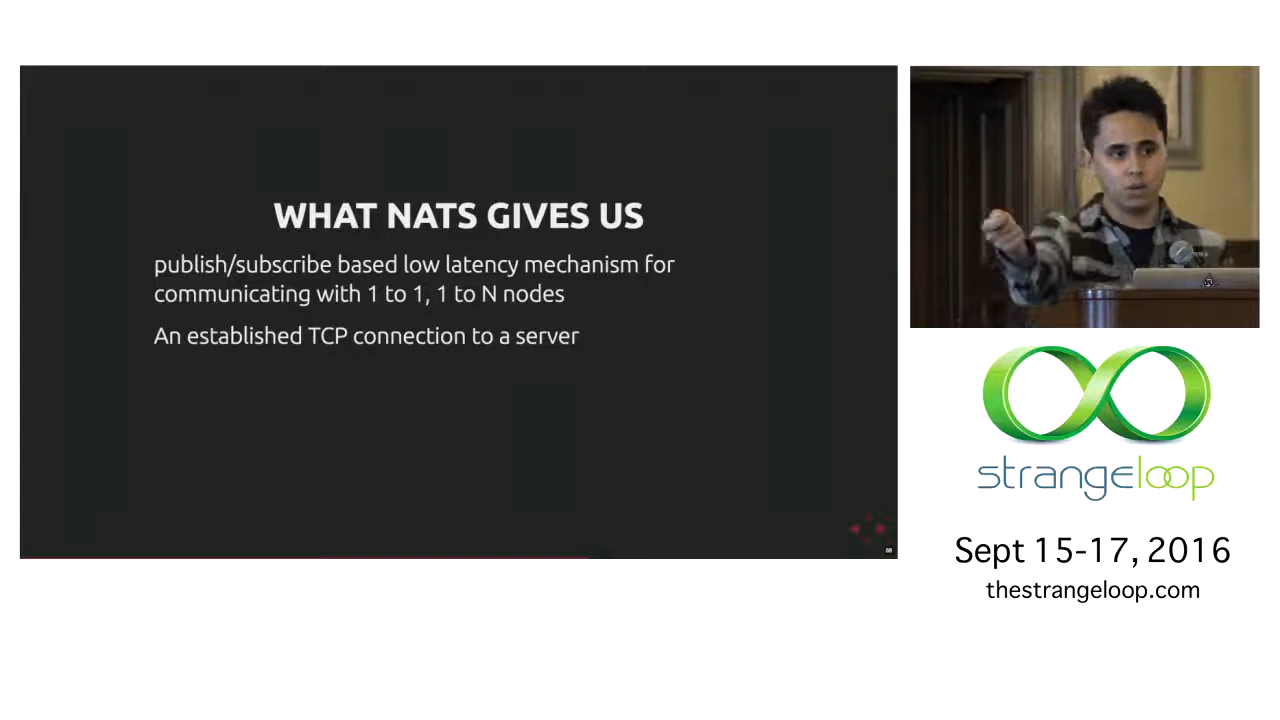 WHAT NATS GIVES US
publish/subscribe based low latency mechanism for
communicating with 1 to 1, 1 to N nodes
An established TCP connection to a server
58
strangeloop
Sept 15-17, 2016
thestrangeloop.com